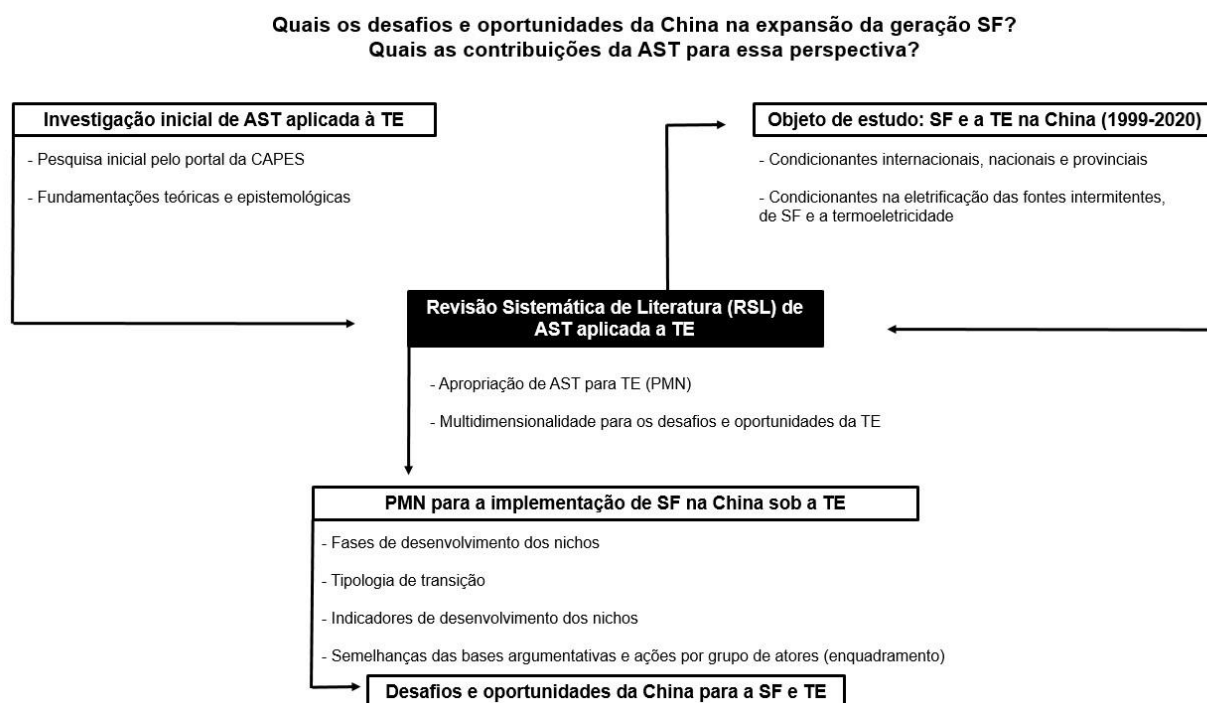 Quais os desafios e oportunidades da China na expansão da geração SF?
Quais as contribuições da AST para essa perspectiva?
Investigação inicial de AST aplicada à TE
- Pesquisa inicial pelo portal da CAPES
- Fundamentações teóricas e epistemológicas
Objeto de estudo: SF e a TE na China (1999-2020)
- Condicionantes internacionais, nacionais e provinciais
- Condicionantes na eletrificação das fontes intermitentes,
de SF e a termoeletricidade
Revisão Sistemática de Literatura (RSL) de
AST aplicada a TE
- Apropriação de AST para TE (PMN)
- Multidimensionalidade para os desafios e oportunidades da TE
PMN para a implementação de SF na China sob a TE
- Fases de desenvolvimento dos nichos
- Tipologia de transição
- Indicadores de desenvolvimento dos nichos
- Semelhanças das bases argumentativas e ações por grupo de atores (enquadramento)
Desafios e oportunidades da China para a SF e TE